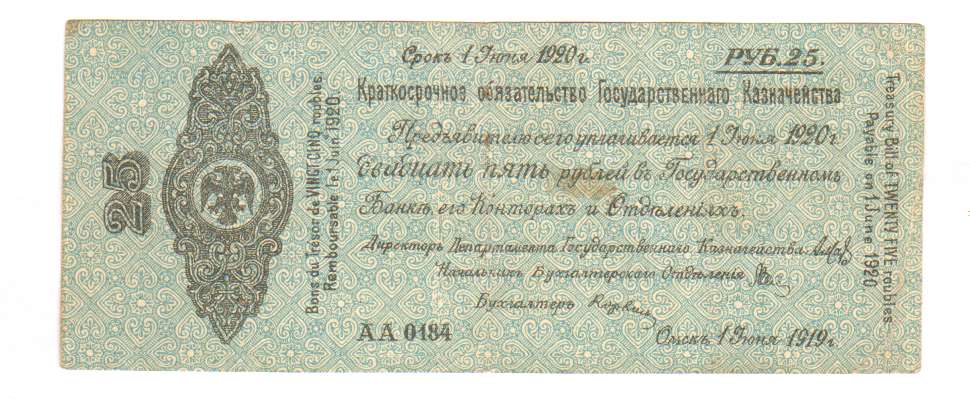 Срокъ 1 Июня 1920 г.
РУБ. 25.
Краткосрочное обязательство Государственнаго Казначейства
Предъявителю сего уплачивается 1 Июня 1920 г.
двадцать пять рублей въ Государственномъ
Банкѣ, его Конторахъ и Отдѣленіяхъ.
Директоръ Департамента Государственнаго Казначейства
Начальникъ Бухгалтерскаго Отдѣленія
Бухгалтеръ
АА 0184
Омскъ, 1 Июня 1919 г.
25
Bons du Trésor de VINGT CINQ roubles
Remboursable le 1 Juin 1920.
Treasury Bill of TWENTY FIVE roubles
Payable on 1 June 1920